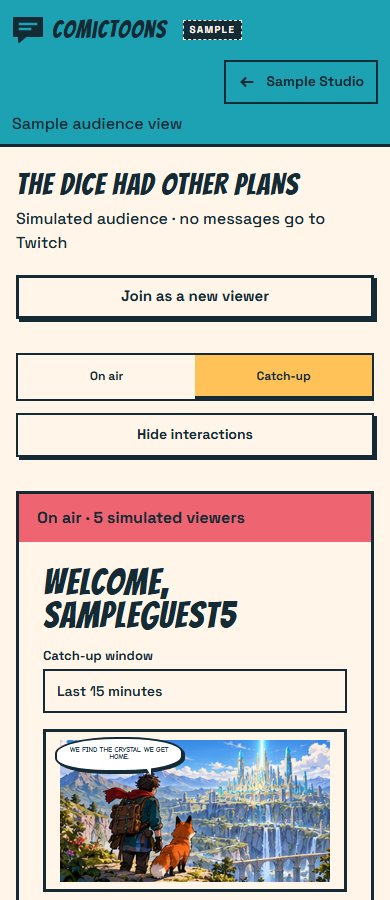 COMICTOONS
SAMPLE
← Sample Studio
Sample audience view
THE DICE HAD OTHER PLANS
Simulated audience · no messages go to
Twitch
Join as a new viewer
On air
Catch-up
Hide interactions
On air · 5 simulated viewers
WELCOME,
SAMPLEGUEST5
Catch-up window
Last 15 minutes
WE FIND THE CRYSTAL. WE GET
HOME.